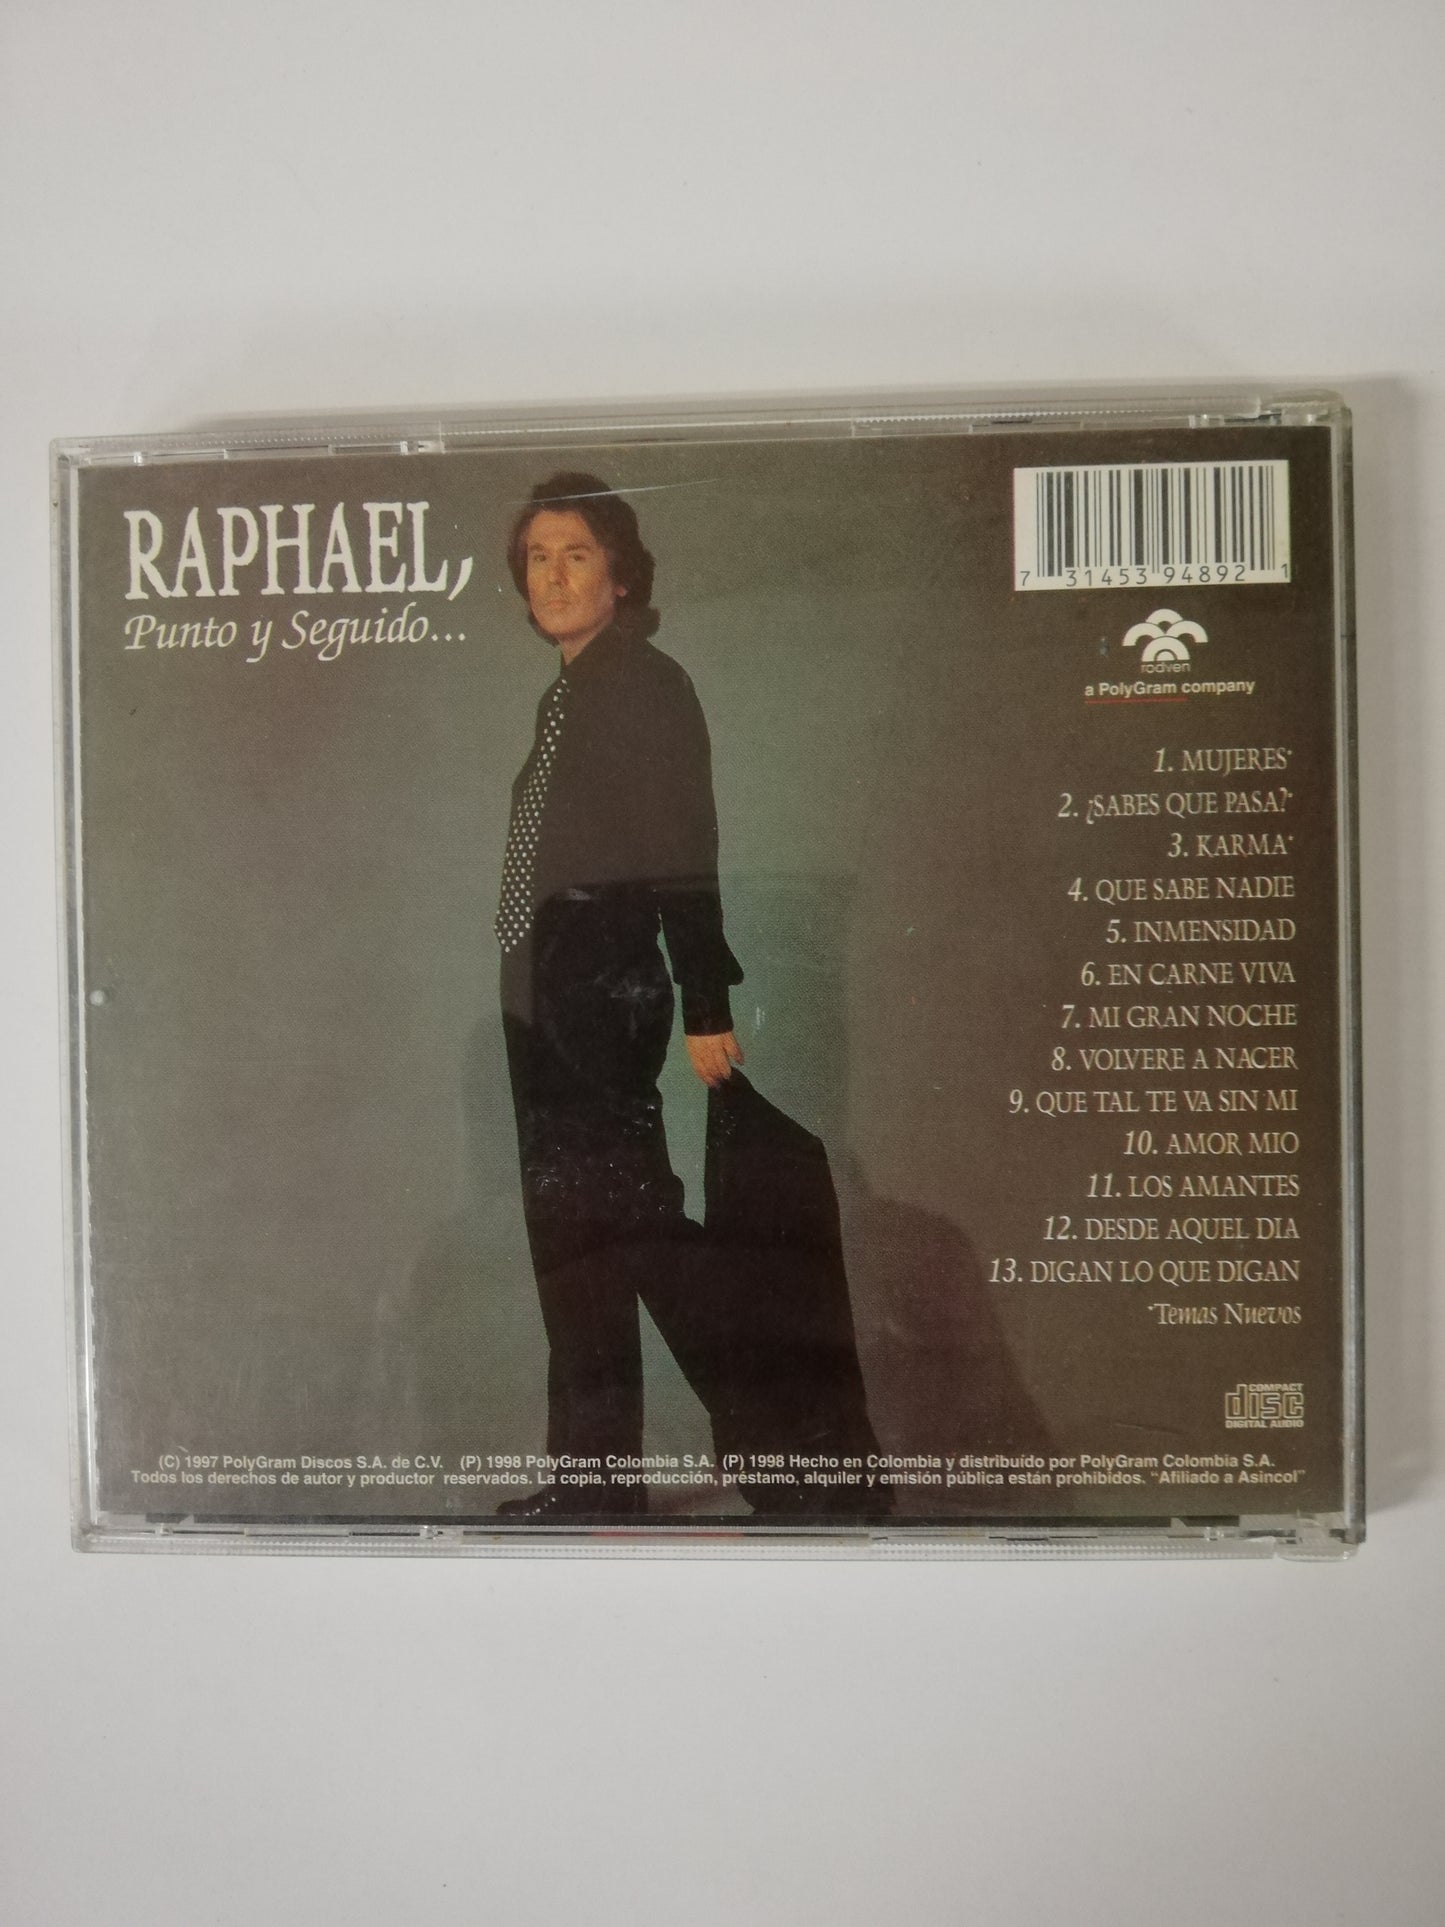 RAPHAEL,
Punto y Seguido...
7 31453 94892 1
rodven
a PolyGram company
1. MUJERES*
2. ¿SABES QUE PASA?*
3. KARMA*
4. QUE SABE NADIE
5. INMENSIDAD
6. EN CARNE VIVA
7. MI GRAN NOCHE
8. VOLVERE A NACER
9. QUE TAL TE VA SIN MI
10. AMOR MIO
11. LOS AMANTES
12. DESDE AQUEL DIA
13. DIGAN LO QUE DIGAN
*Temas Nuevos
COMPACT
disc
DIGITAL AUDIO
(C) 1997 PolyGram Discos S.A. de C.V. (P) 1998 PolyGram Colombia S.A. (P) 1998 Hecho en Colombia y distribuído por PolyGram Colombia S.A.
Todos los derechos de autor y productor reservados. La copia, reproducción, préstamo, alquiler y emisión pública están prohibidos. "Afiliado a Asincol"